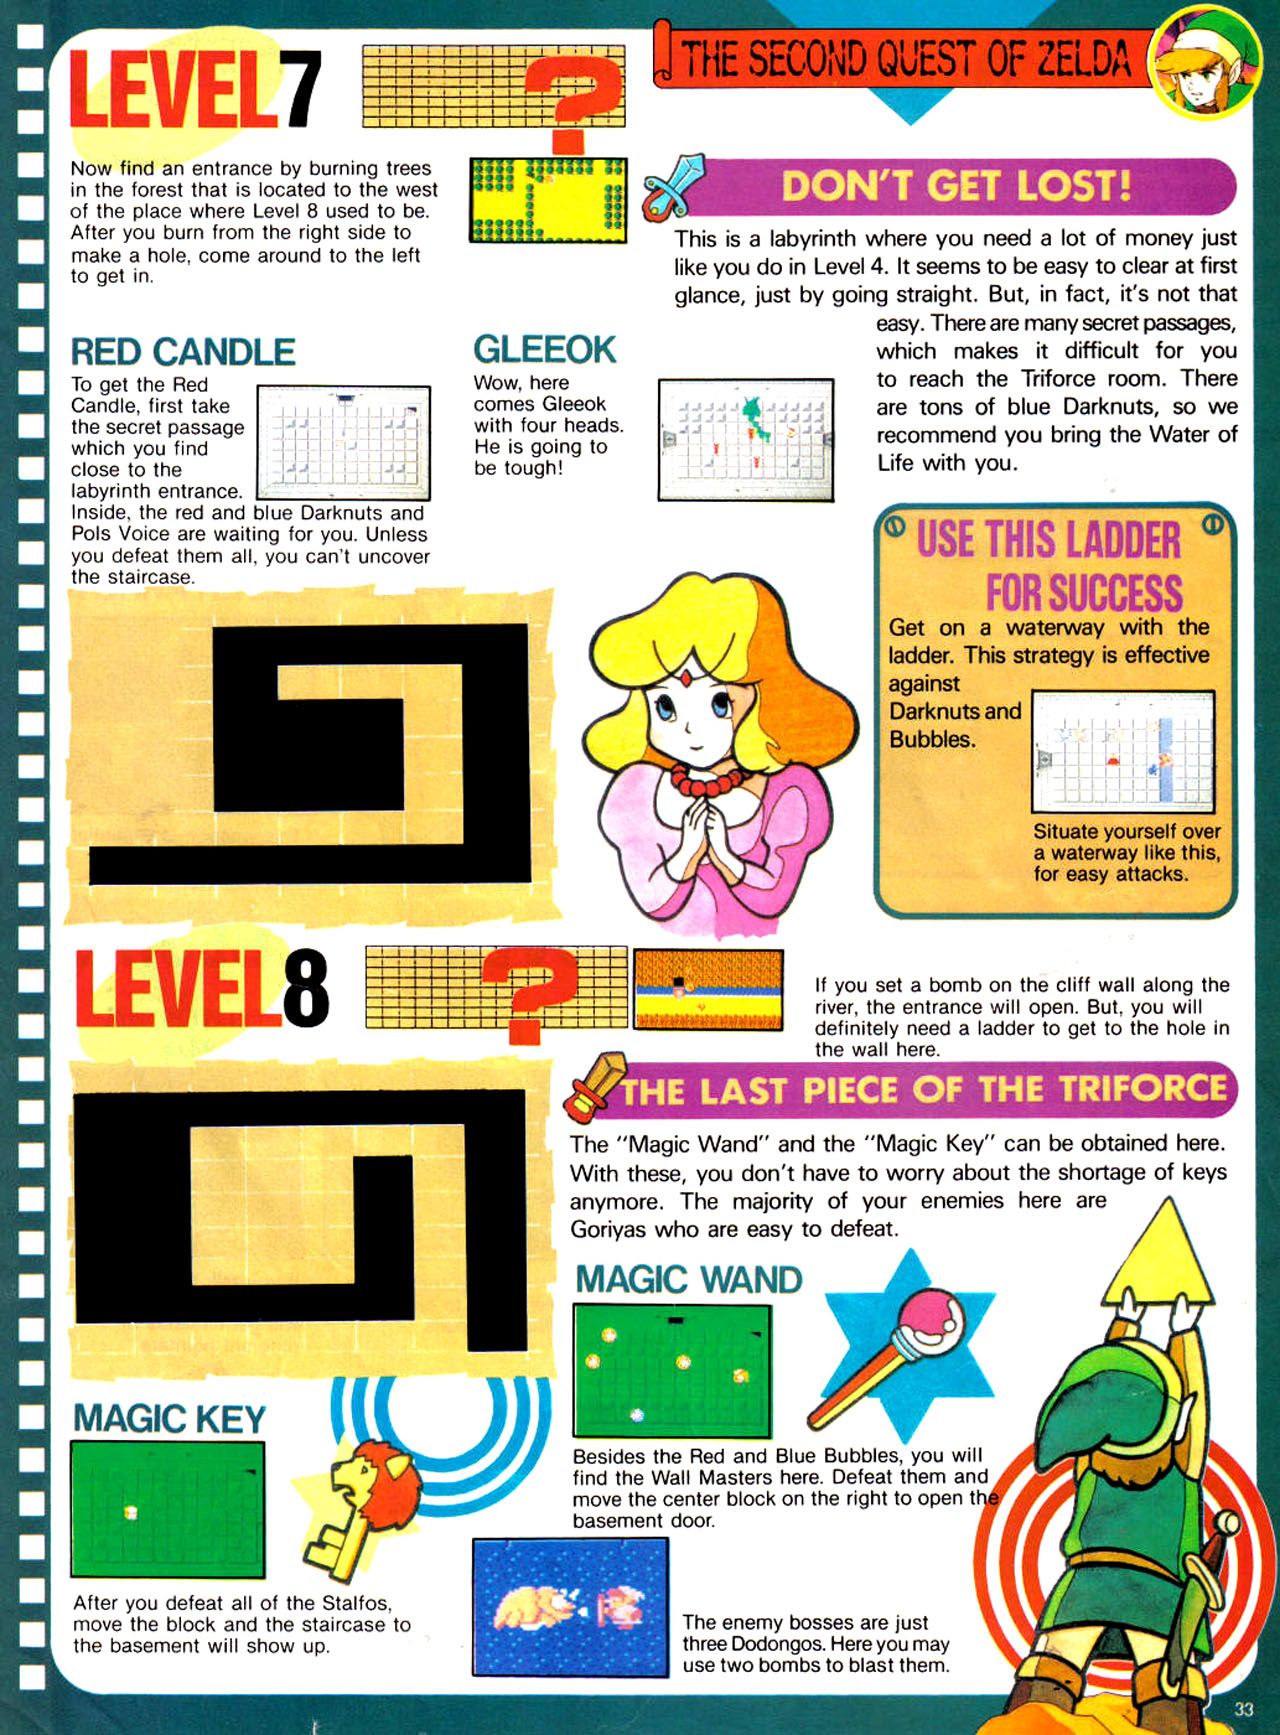 THE SECOND QUEST OF ZELDA
LEVEL 7
?
Now find an entrance by burning trees
in the forest that is located to the west
of the place where Level 8 used to be.
After you burn from the right side to
make a hole, come around to the left
to get in.
RED CANDLE
To get the Red
Candle, first take
the secret passage
which you find
close to the
labyrinth entrance.
Inside, the red and blue Darknuts and
Pols Voice are waiting for you. Unless
you defeat them all, you can't uncover
the staircase.
GLEEOK
Wow, here
comes Gleeok
with four heads.
He is going to
be tough!
DON'T GET LOST!
This is a labyrinth where you need a lot of money just
like you do in Level 4. It seems to be easy to clear at first
glance, just by going straight. But, in fact, it's not that
easy. There are many secret passages,
which makes it difficult for you
to reach the Triforce room. There
are tons of blue Darknuts, so we
recommend you bring the Water of
Life with you.
USE THIS LADDER
FOR SUCCESS
Get on a waterway with the
ladder. This strategy is effective
against
Darknuts and
Bubbles.
Situate yourself over
a waterway like this,
for easy attacks.
LEVEL 8
?
If you set a bomb on the cliff wall along the
river, the entrance will open. But, you will
definitely need a ladder to get to the hole in
the wall here.
THE LAST PIECE OF THE TRIFORCE
The "Magic Wand" and the "Magic Key" can be obtained here.
With these, you don't have to worry about the shortage of keys
anymore. The majority of your enemies here are
Goriyas who are easy to defeat.
MAGIC WAND
Besides the Red and Blue Bubbles, you will
find the Wall Masters here. Defeat them and
move the center block on the right to open the
basement door.
MAGIC KEY
After you defeat all of the Stalfos,
move the block and the staircase to
the basement will show up.
The enemy bosses are just
three Dodongos. Here you may
use two bombs to blast them.
33